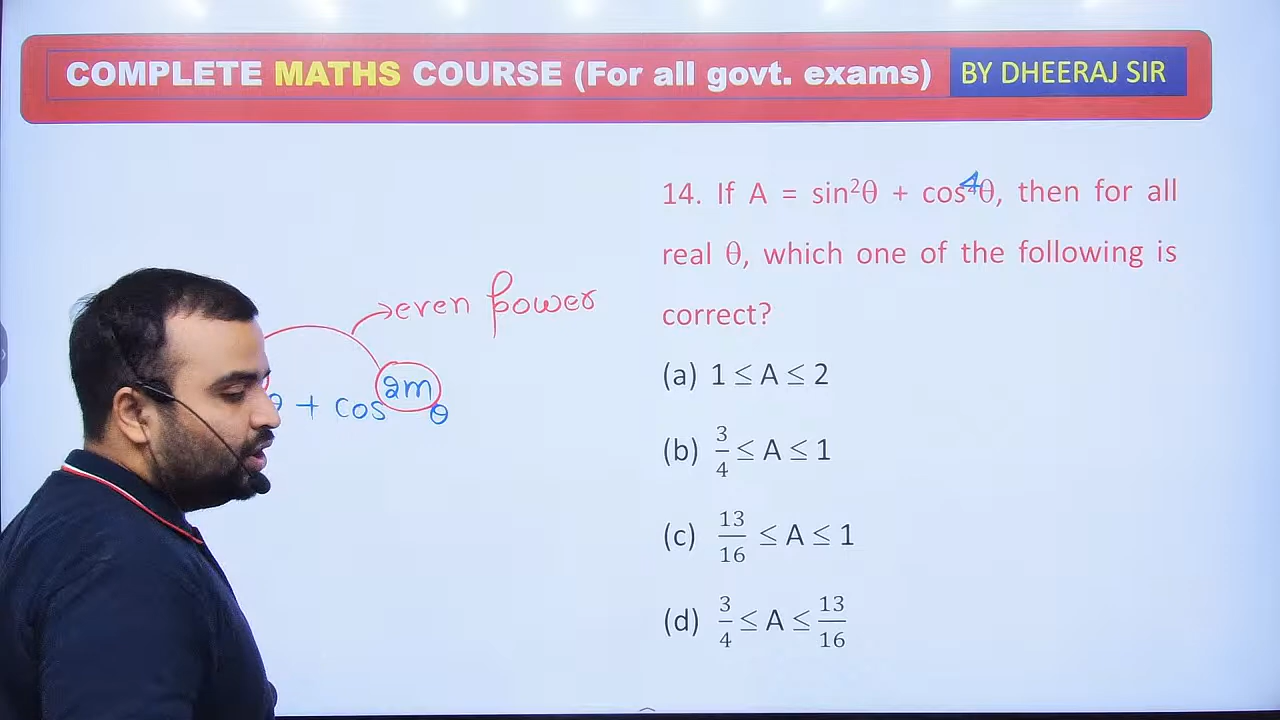 COMPLETE MATHS COURSE (For all govt. exams) BY DHEERAJ SIR
14. If A = sin²θ + cos⁴θ, then for all
real θ, which one of the following is
correct?
(a) 1 ≤ A ≤ 2
(b) 3/4 ≤ A ≤ 1
(c) 13/16 ≤ A ≤ 1
(d) 3/4 ≤ A ≤ 13/16
→even power
θ + cos²ᵐθ